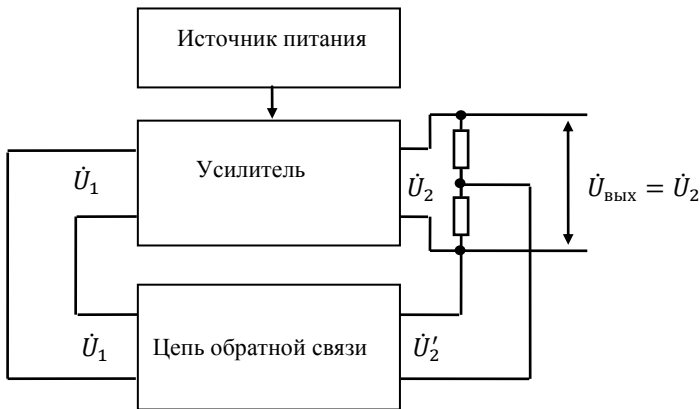 Источник питания
Усилитель
U̇₁
U̇₂
U̇вых = U̇₂
Цепь обратной связи
U̇₁
U̇₂′